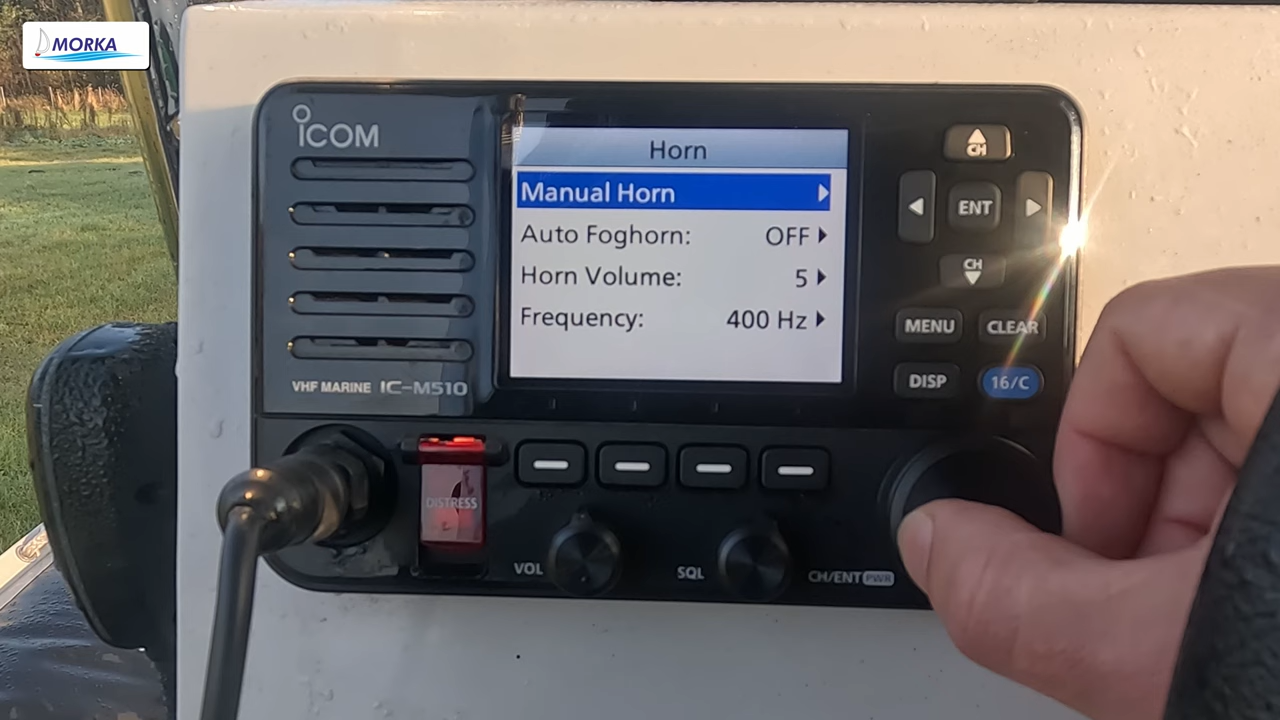 MORKA
ICOM
Horn
Manual Horn
Auto Foghorn: OFF
Horn Volume: 5
Frequency: 400 Hz
VHF MARINE IC-M510
CH
ENT
CH
MENU CLEAR
DISP 16/C
DISTRESS
VOL
SQL
CH/ENT PWR